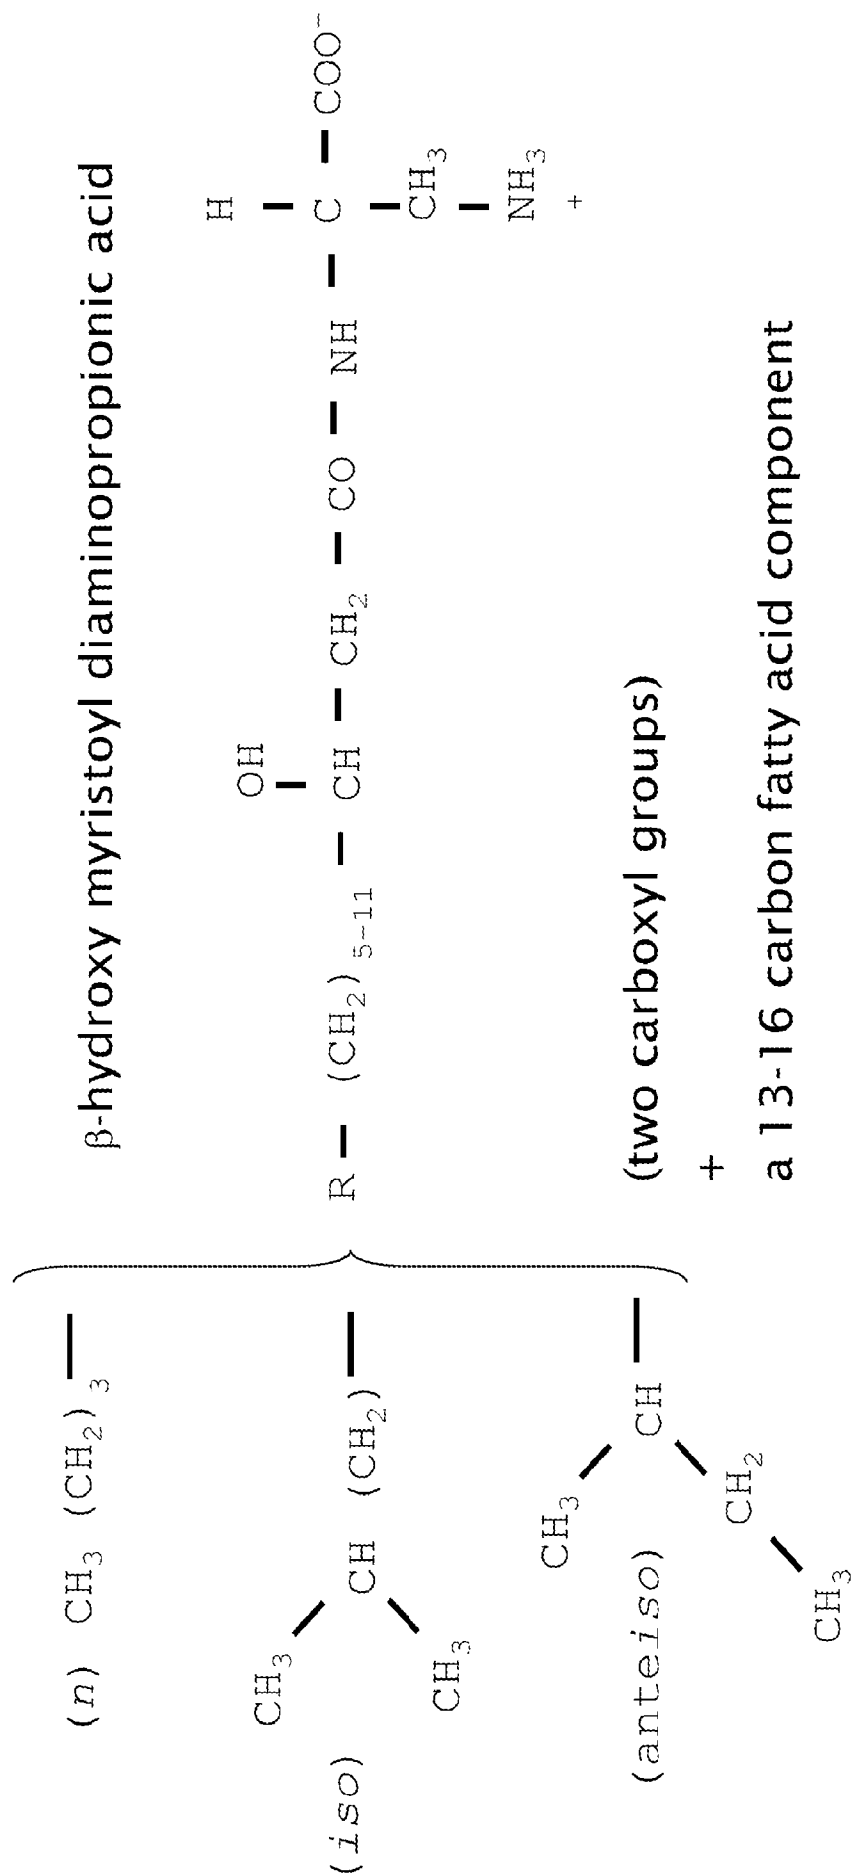 β-hydroxy myristoyl diaminopropionic acid
(n) CH₃ (CH₂)₃
(iso) CH₃ CH₃ CH (CH₂)
(anteiso) CH₃ CH CH₂ CH₃
R (CH₂)₅₋₁₁ CH CH₂ CO NH C COO⁻
OH
H
CH₃
NH₃
+
(two carboxyl groups)
+
a 13-16 carbon fatty acid component